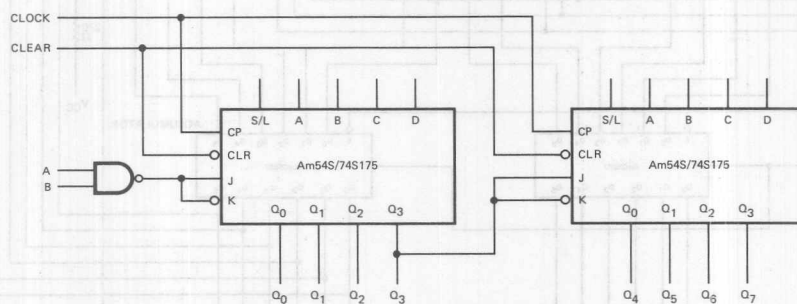 CLOCK
CLEAR
S/L A B C D
S/L A B C D
CP
CLR
J
K
Am54S/74S175
CP
CLR
J
K
Am54S/74S175
A
B
Q0 Q1 Q2 Q3
Q0 Q1 Q2 Q3
Q0 Q1 Q2 Q3
Q4 Q5 Q6 Q7